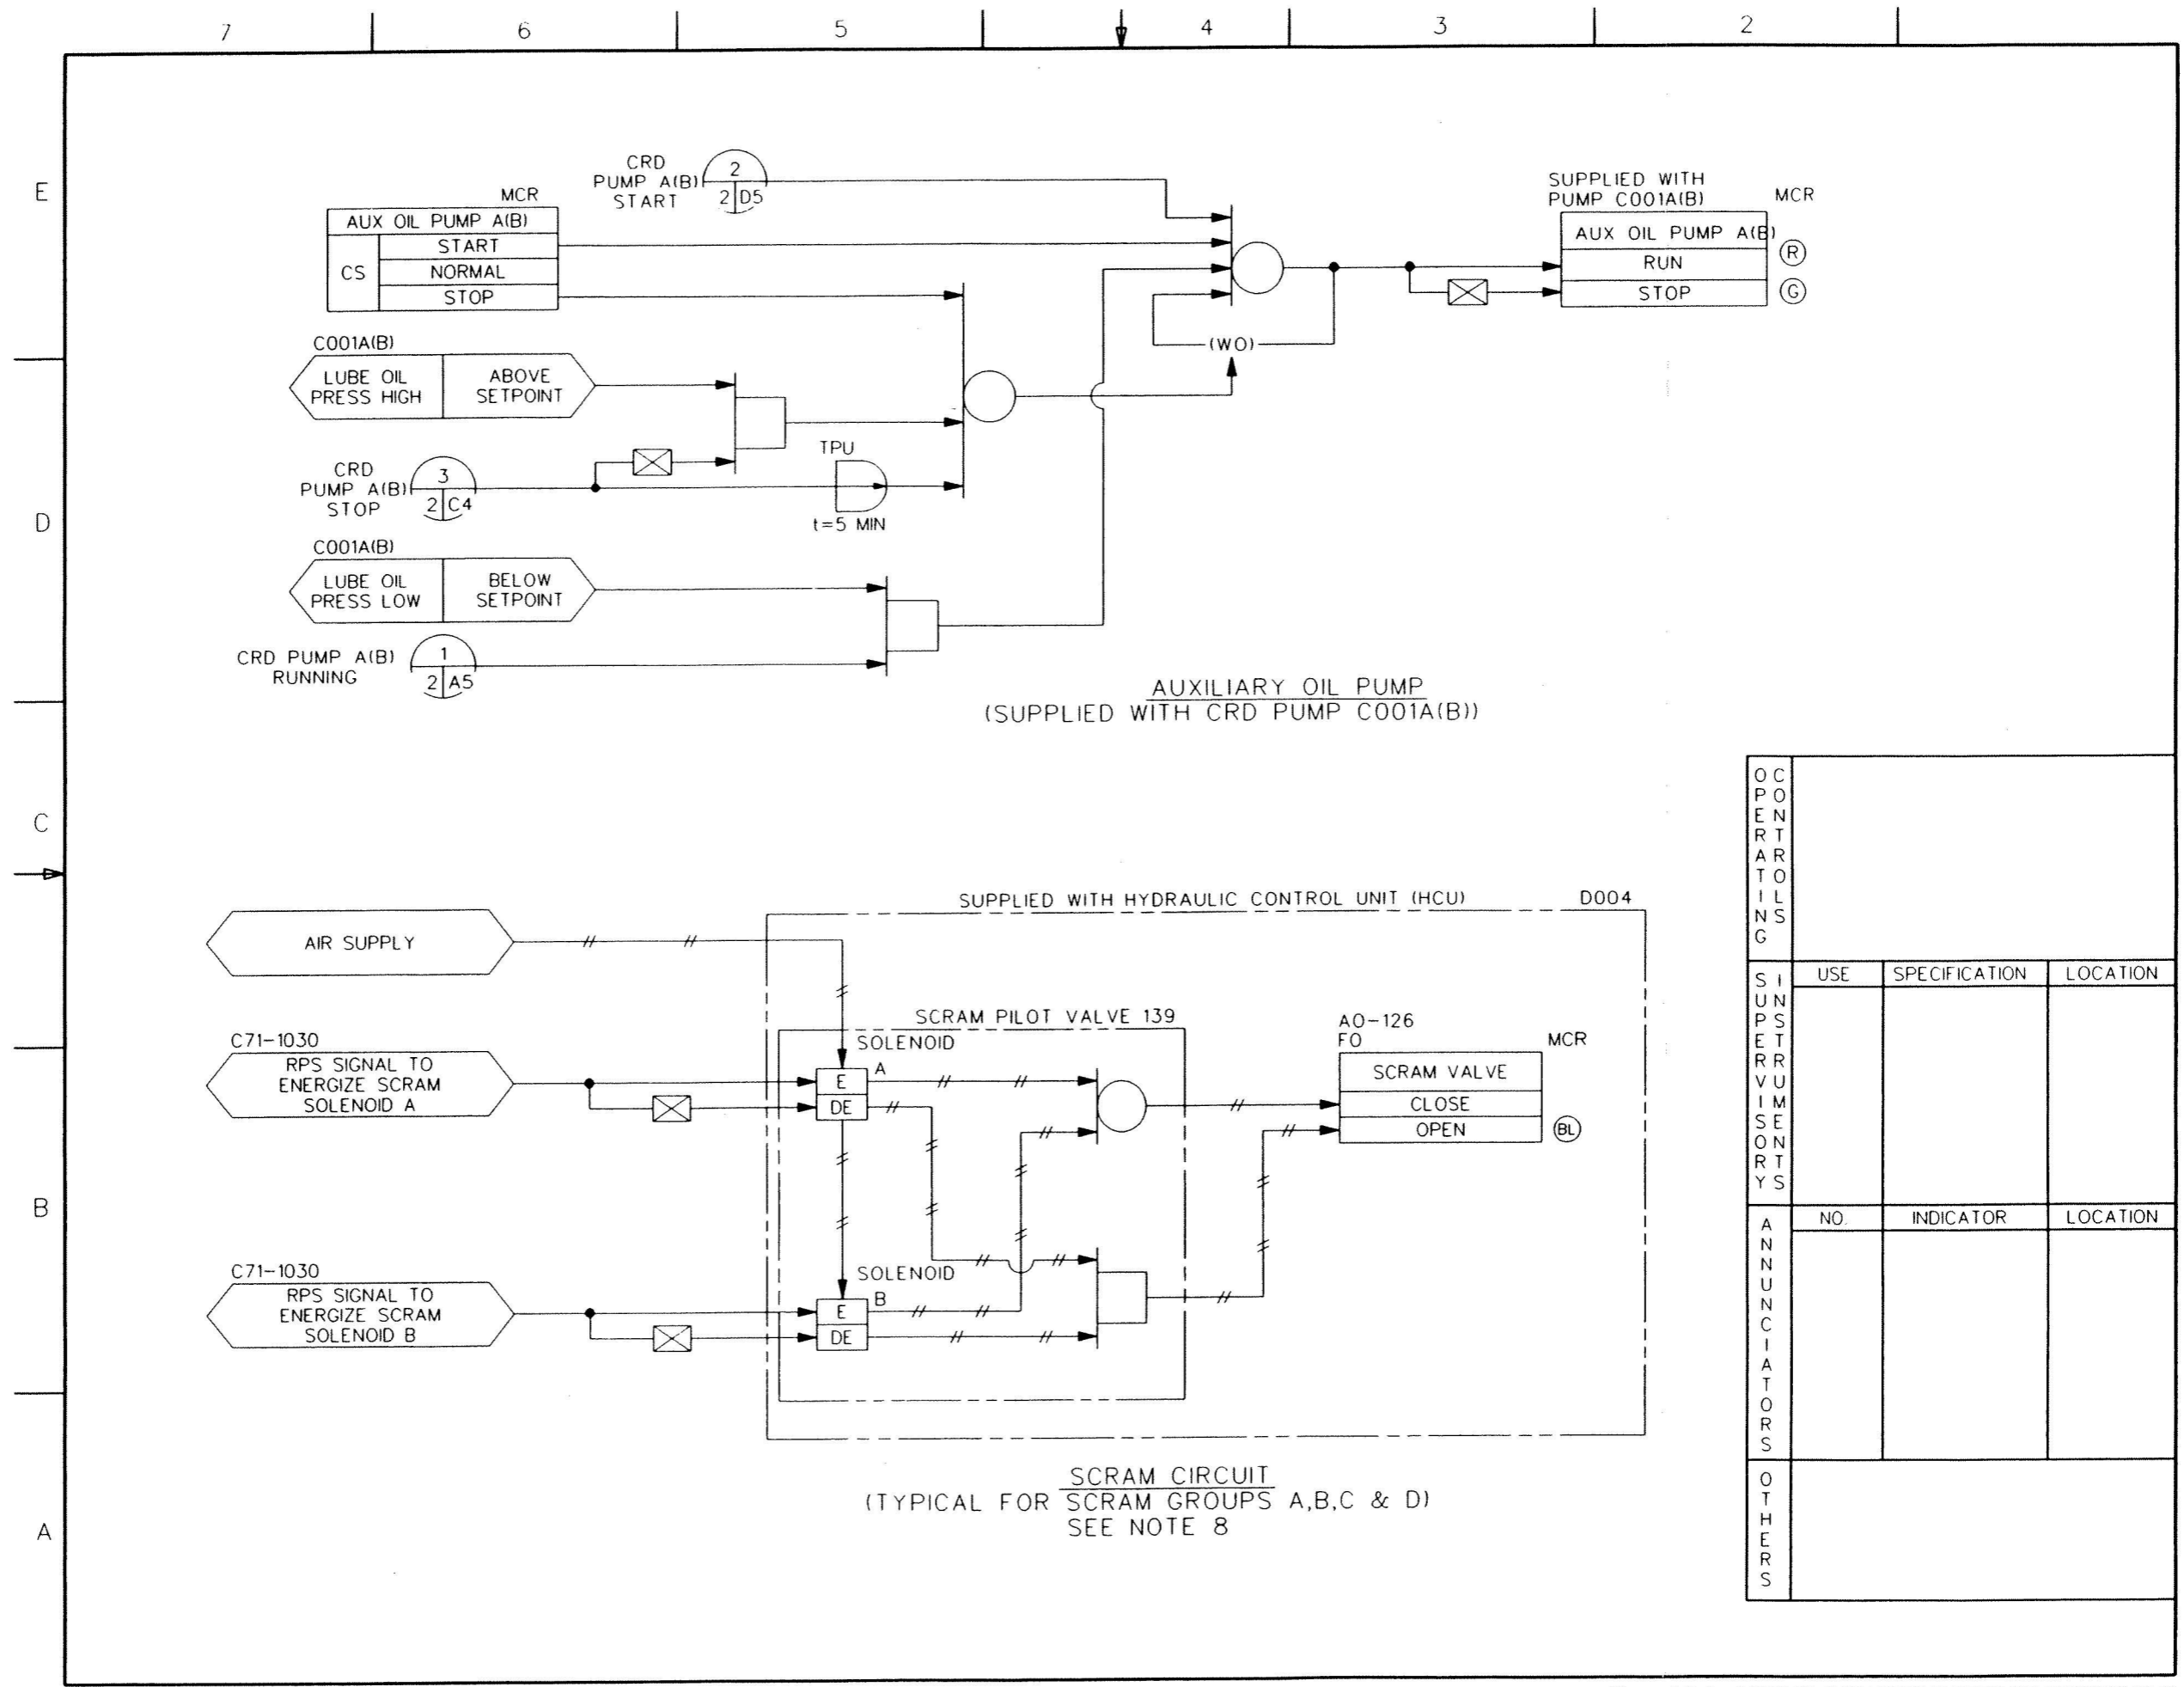 7 6 5 4 3 2
E
D
C
B
A
CRD
PUMP A(B)
START
2
2 D5
MCR
AUX OIL PUMP A(B)
CS
START
NORMAL
STOP
SUPPLIED WITH
PUMP C001A(B)
MCR
AUX OIL PUMP A(B)
RUN
R
STOP
G
(WO)
C001A(B)
LUBE OIL
PRESS HIGH
ABOVE
SETPOINT
CRD
PUMP A(B)
STOP
3
2 C4
TPU
t=5 MIN
C001A(B)
LUBE OIL
PRESS LOW
BELOW
SETPOINT
CRD PUMP A(B)
RUNNING
1
2 A5
AUXILIARY OIL PUMP
(SUPPLIED WITH CRD PUMP C001A(B))
SUPPLIED WITH HYDRAULIC CONTROL UNIT (HCU)
D004
AIR SUPPLY
SCRAM PILOT VALVE 139
C71-1030
RPS SIGNAL TO
ENERGIZE SCRAM
SOLENOID A
SOLENOID
A
E
DE
AO-126
FO
MCR
SCRAM VALVE
CLOSE
OPEN
BL
C71-1030
RPS SIGNAL TO
ENERGIZE SCRAM
SOLENOID B
SOLENOID
B
E
DE
SCRAM CIRCUIT
(TYPICAL FOR SCRAM GROUPS A,B,C & D)
SEE NOTE 8
OPERATING
CONTROLS
SUPERVISORY
INSTRUMENTS
USE SPECIFICATION LOCATION
ANNUNCIATORS
NO. INDICATOR LOCATION
OTHERS